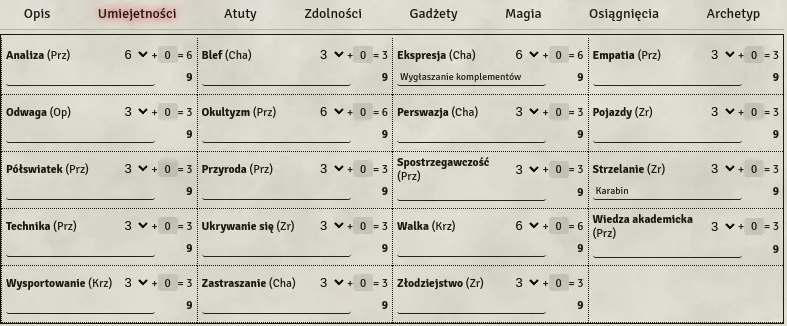 Opis Umiejętności Atuty Zdolności Gadżety Magia Osiągnięcia Archetyp
Analiza (Prz) 6 + 0 = 6
9
Blef (Cha) 3 + 0 = 3
9
Ekspresja (Cha) 6 + 0 = 6
Wygłaszanie komplementów 9
Empatia (Prz) 3 + 0 = 3
9
Odwaga (Op) 3 + 0 = 3
9
Okultyzm (Prz) 6 + 0 = 6
9
Perswazja (Cha) 3 + 0 = 3
9
Pojazdy (Zr) 3 + 0 = 3
9
Półświatek (Prz) 3 + 0 = 3
9
Przyroda (Prz) 3 + 0 = 3
9
Spostrzegawczość
(Prz) 3 + 0 = 3
9
Strzelanie (Zr) 3 + 0 = 3
Karabin 9
Technika (Prz) 3 + 0 = 3
9
Ukrywanie się (Zr) 3 + 0 = 3
9
Walka (Krz) 6 + 0 = 6
9
Wiedza akademicka
(Prz) 3 + 0 = 3
9
Wysportowanie (Krz) 3 + 0 = 3
9
Zastraszanie (Cha) 3 + 0 = 3
9
Złodziejstwo (Zr) 3 + 0 = 3
9